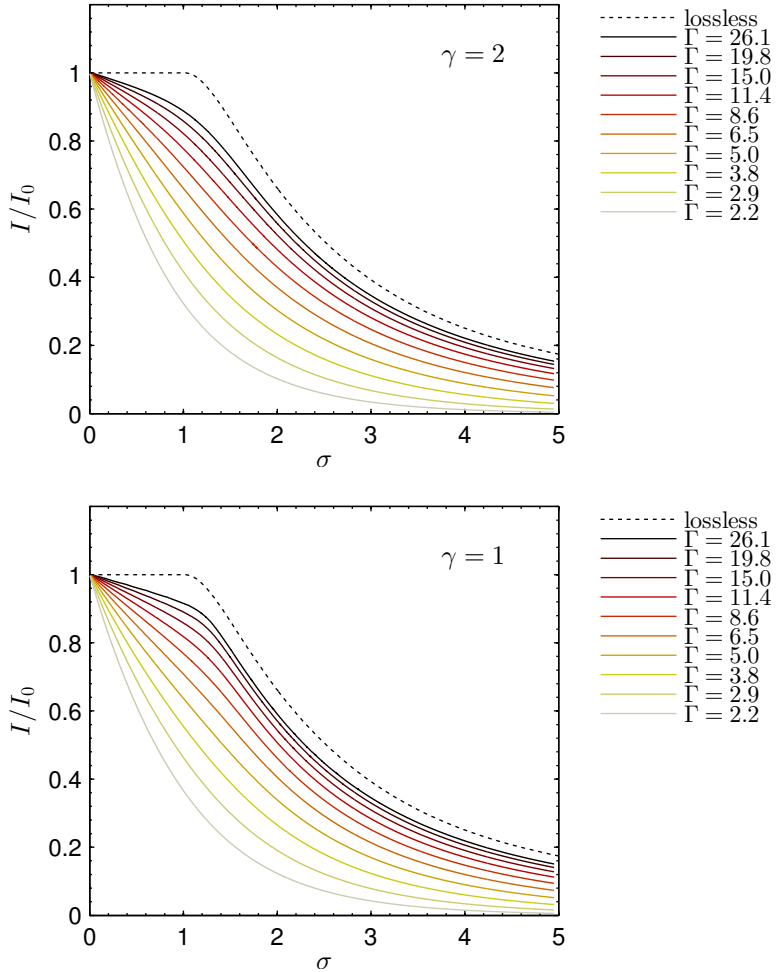 γ = 2
lossless
Γ = 26.1
Γ = 19.8
Γ = 15.0
Γ = 11.4
Γ = 8.6
Γ = 6.5
Γ = 5.0
Γ = 3.8
Γ = 2.9
Γ = 2.2
I/I₀
1
0.8
0.6
0.4
0.2
0
0 1 2 3 4 5
σ
γ = 1
lossless
Γ = 26.1
Γ = 19.8
Γ = 15.0
Γ = 11.4
Γ = 8.6
Γ = 6.5
Γ = 5.0
Γ = 3.8
Γ = 2.9
Γ = 2.2
I/I₀
1
0.8
0.6
0.4
0.2
0
0 1 2 3 4 5
σ